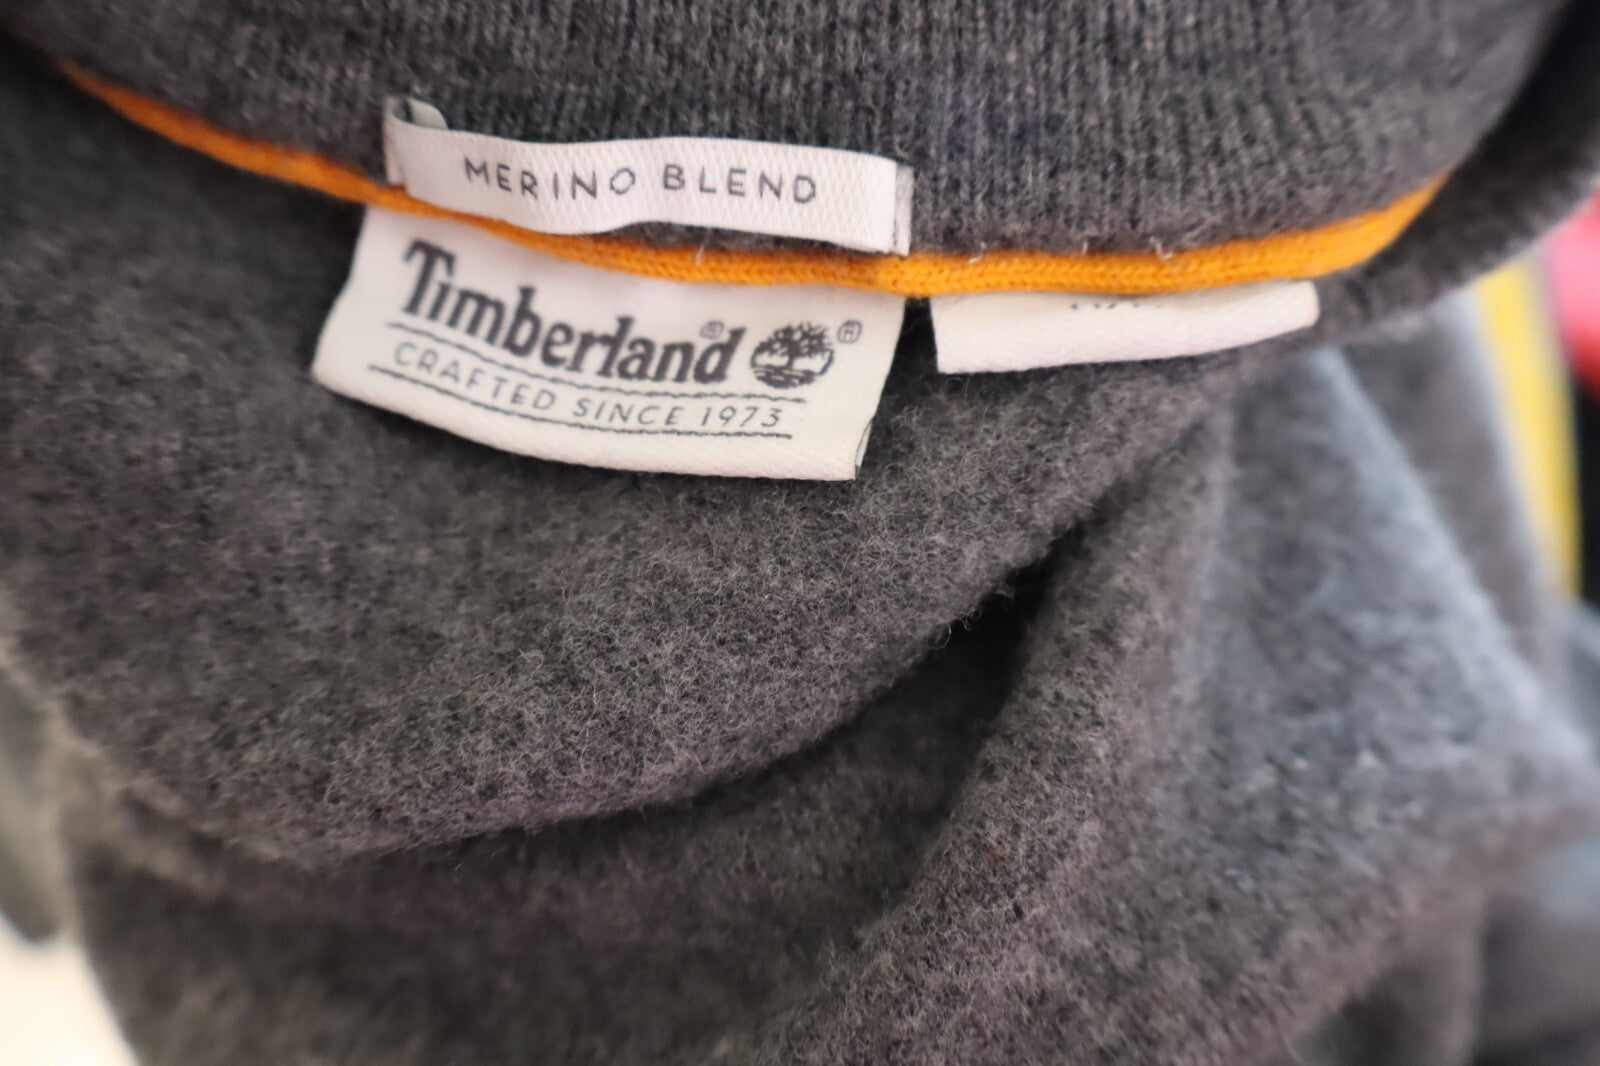 MERINO BLEND
Timberland®
®
CRAFTED SINCE 1973